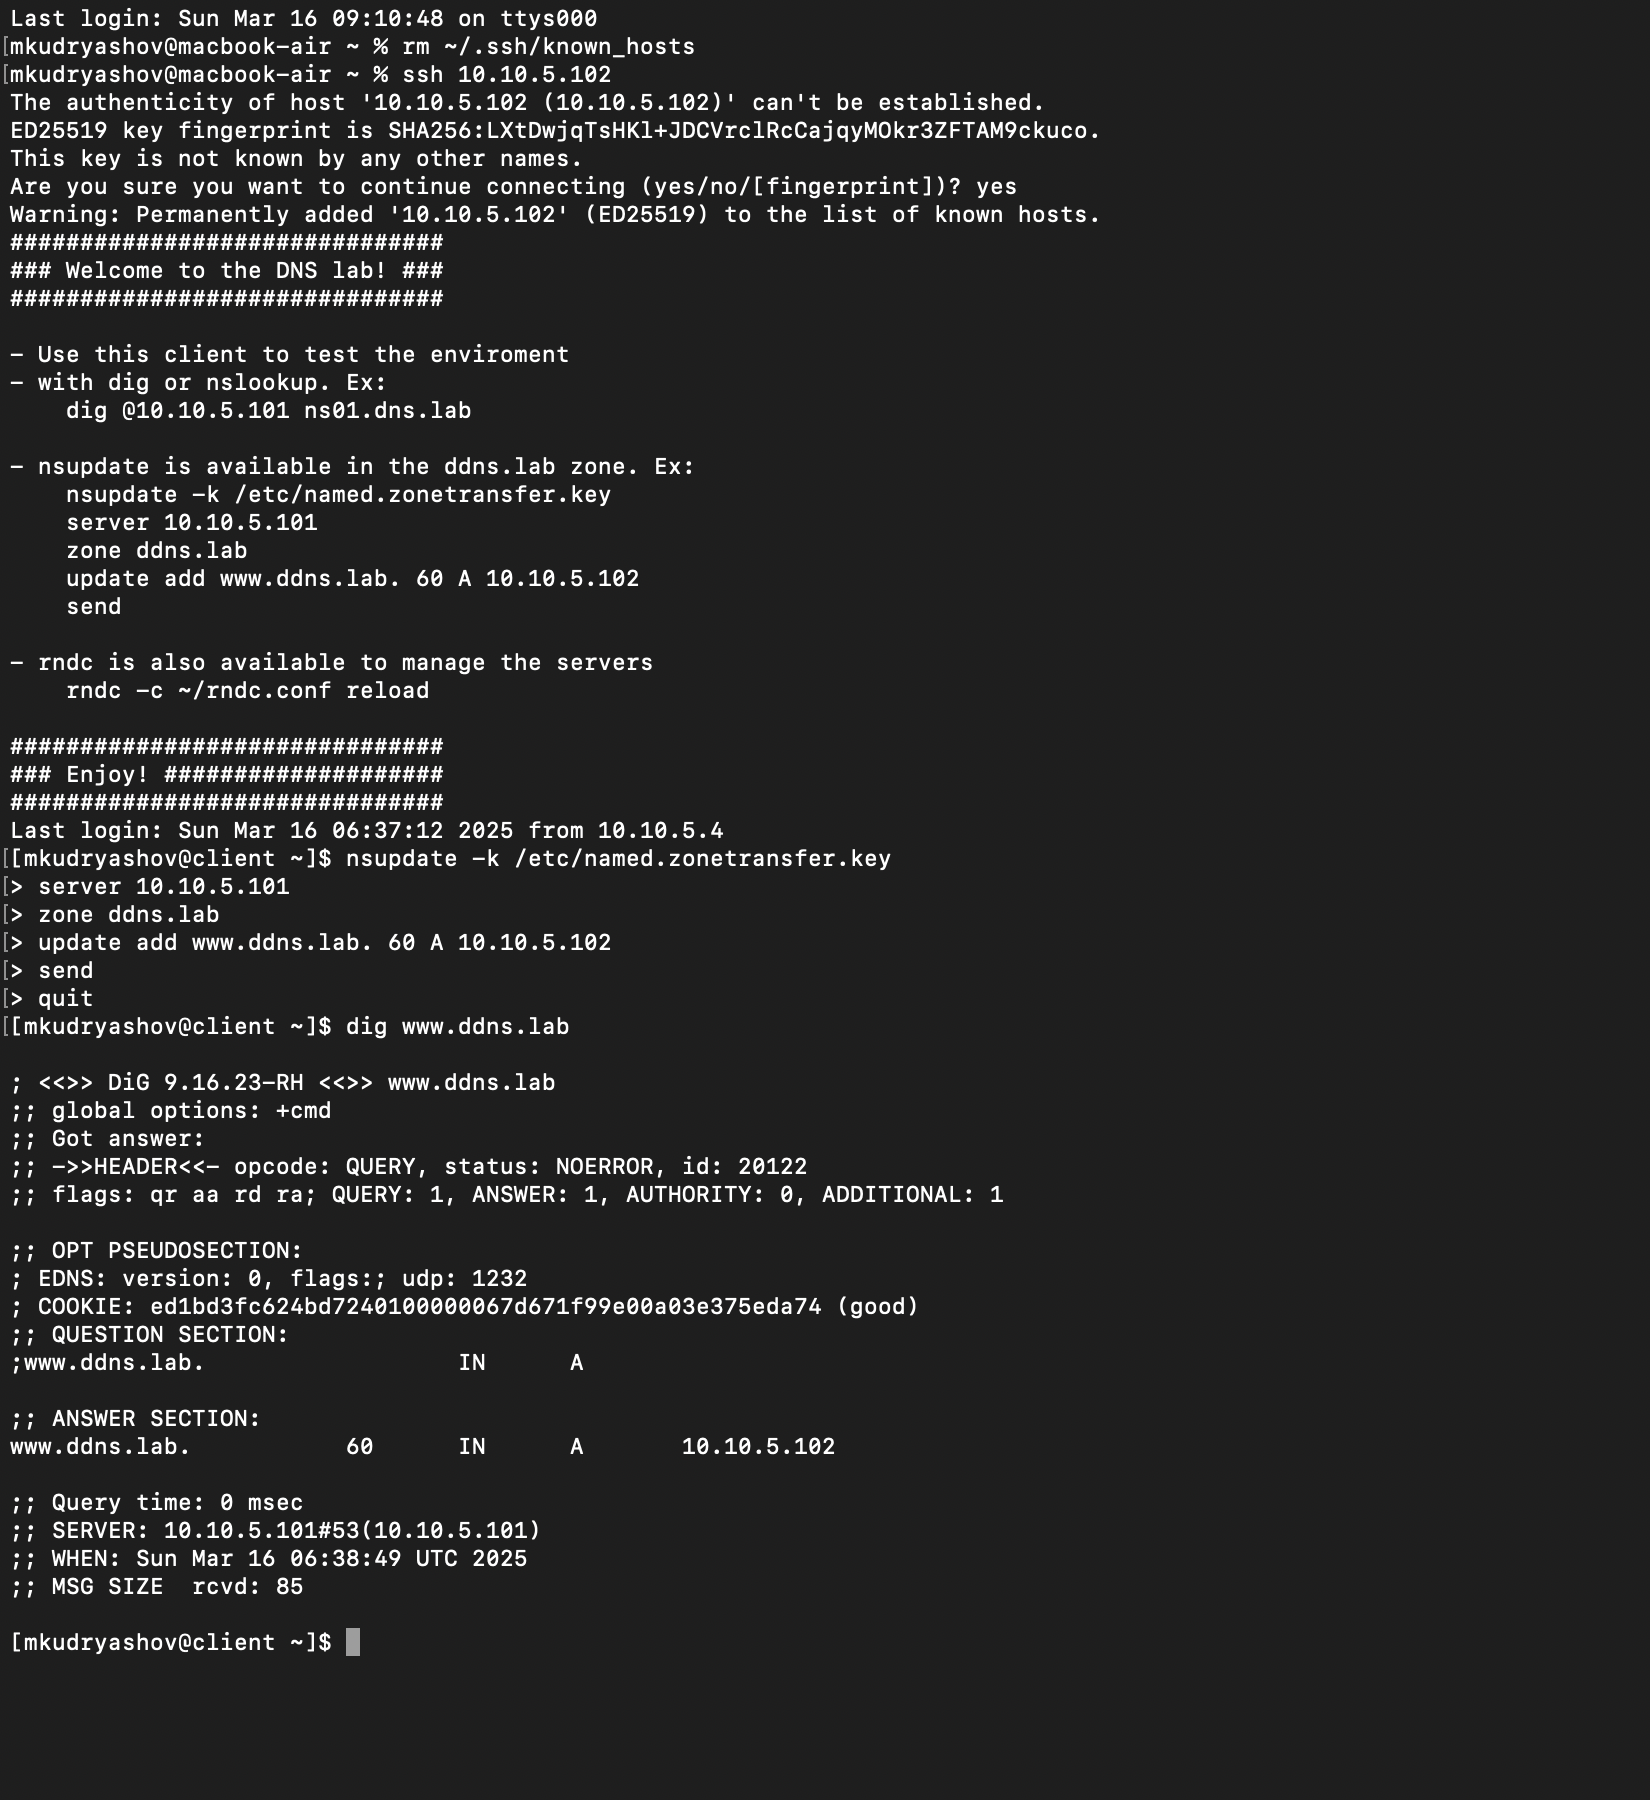 Last login: Sun Mar 16 09:10:48 on ttys000
[mkudryashov@macbook-air ~ % rm ~/.ssh/known_hosts
[mkudryashov@macbook-air ~ % ssh 10.10.5.102
The authenticity of host '10.10.5.102 (10.10.5.102)' can't be established.
ED25519 key fingerprint is SHA256:LXtDwjqTsHKl+JDCVrclRcCajqyMOkr3ZFTAM9ckuco.
This key is not known by any other names.
Are you sure you want to continue connecting (yes/no/[fingerprint])? yes
Warning: Permanently added '10.10.5.102' (ED25519) to the list of known hosts.
###############################
### Welcome to the DNS lab! ###
###############################

- Use this client to test the enviroment
- with dig or nslookup. Ex:
    dig @10.10.5.101 ns01.dns.lab

- nsupdate is available in the ddns.lab zone. Ex:
    nsupdate -k /etc/named.zonetransfer.key
    server 10.10.5.101
    zone ddns.lab
    update add www.ddns.lab. 60 A 10.10.5.102
    send

- rndc is also available to manage the servers
    rndc -c ~/rndc.conf reload

###############################
### Enjoy! ####################
###############################
Last login: Sun Mar 16 06:37:12 2025 from 10.10.5.4
[[mkudryashov@client ~]$ nsupdate -k /etc/named.zonetransfer.key
[> server 10.10.5.101
[> zone ddns.lab
[> update add www.ddns.lab. 60 A 10.10.5.102
[> send
[> quit
[[mkudryashov@client ~]$ dig www.ddns.lab

; <<>> DiG 9.16.23-RH <<>> www.ddns.lab
;; global options: +cmd
;; Got answer:
;; ->>HEADER<<- opcode: QUERY, status: NOERROR, id: 20122
;; flags: qr aa rd ra; QUERY: 1, ANSWER: 1, AUTHORITY: 0, ADDITIONAL: 1

;; OPT PSEUDOSECTION:
; EDNS: version: 0, flags:; udp: 1232
; COOKIE: ed1bd3fc624bd7240100000067d671f99e00a03e375eda74 (good)
;; QUESTION SECTION:
;www.ddns.lab.                  IN      A

;; ANSWER SECTION:
www.ddns.lab.           60      IN      A       10.10.5.102

;; Query time: 0 msec
;; SERVER: 10.10.5.101#53(10.10.5.101)
;; WHEN: Sun Mar 16 06:38:49 UTC 2025
;; MSG SIZE  rcvd: 85

[mkudryashov@client ~]$